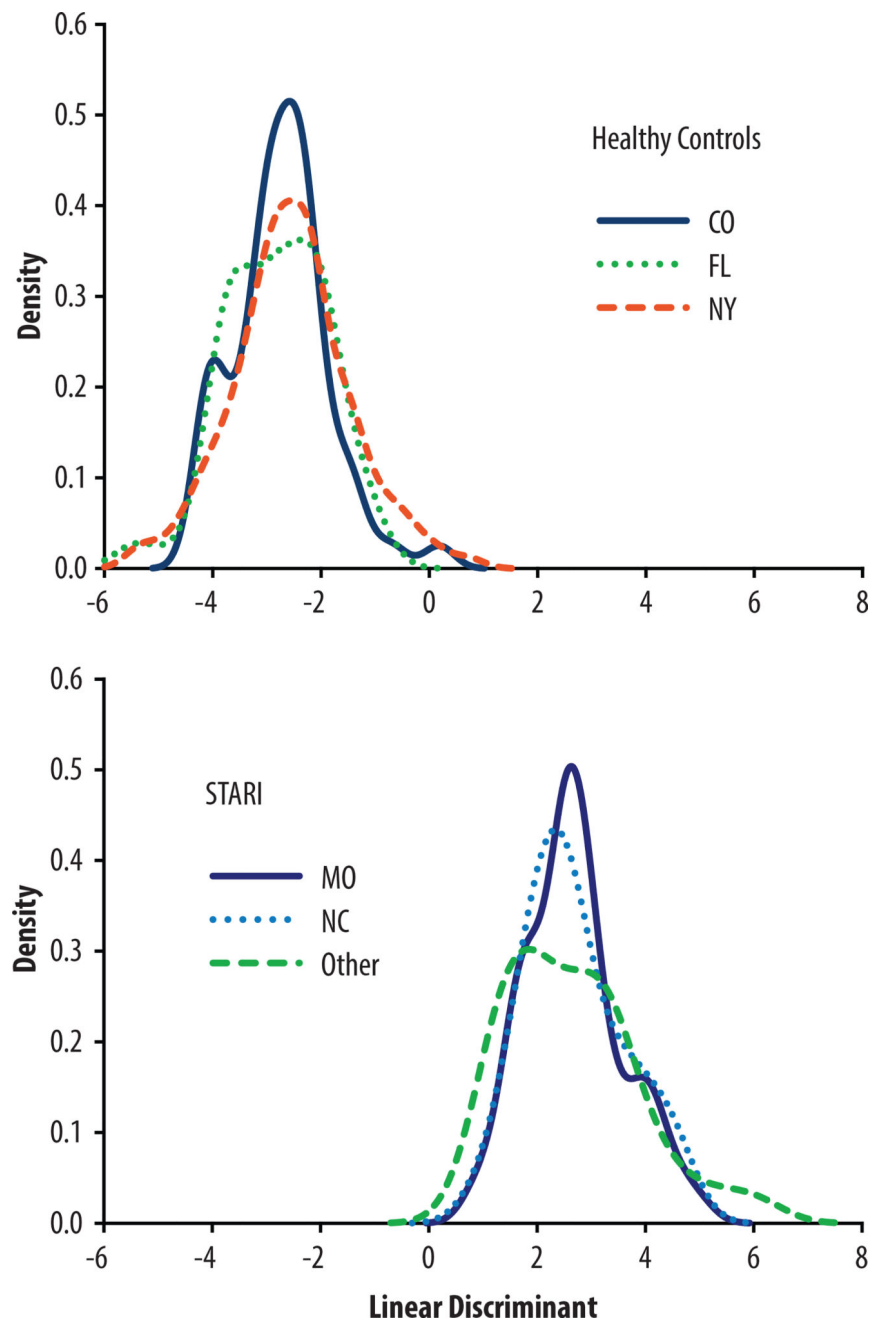 0.6
0.5
0.4
0.3
0.2
0.1
0.0
Density
Healthy Controls
CO
FL
NY
-6 -4 -2 0 2 4 6 8
0.6
0.5
0.4
0.3
0.2
0.1
0.0
Density
STARI
MO
NC
Other
-6 -4 -2 0 2 4 6 8
Linear Discriminant